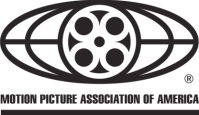 ®
MOTION PICTURE ASSOCIATION OF AMERICA